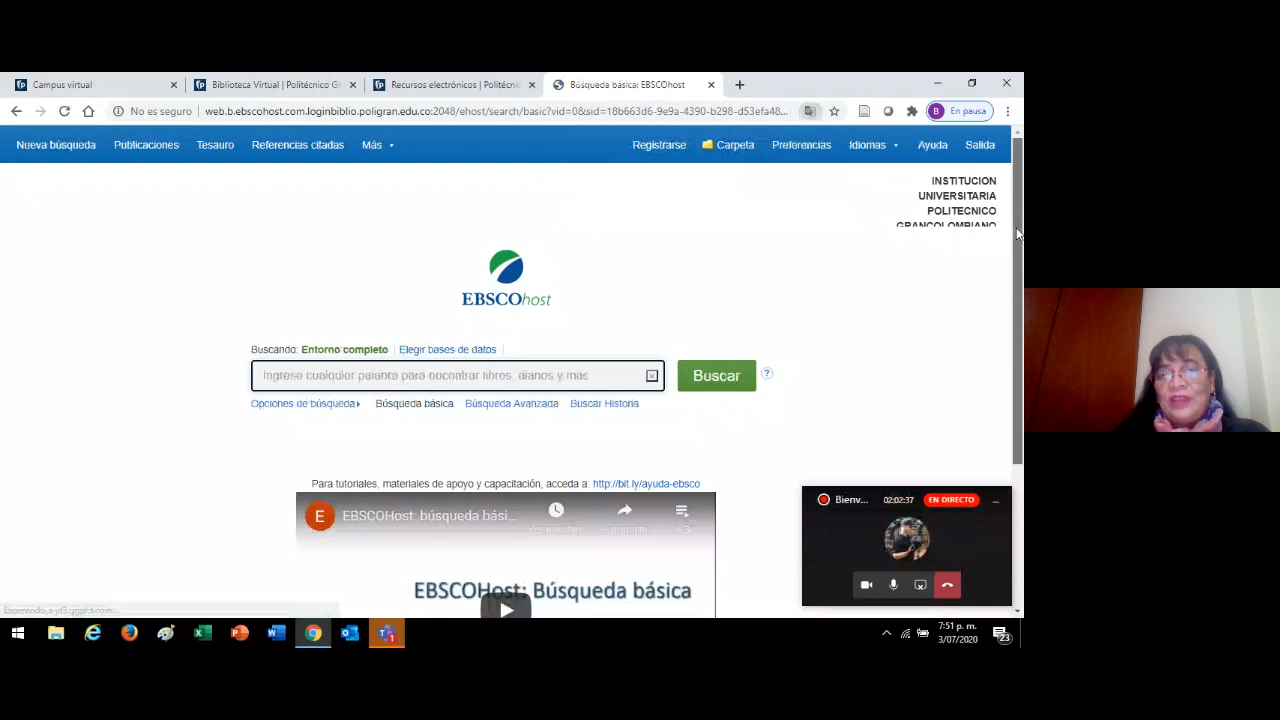 Campus virtual
Biblioteca Virtual | Politécnico Gr
Recursos electrónicos | Politécnic
Búsqueda básica: EBSCOhost
No es seguro
web.b.ebscohost.com.loginbiblio.poligran.edu.co:2048/ehost/search/basic?vid=0&sid=18b663d6-9e9a-4390-b298-d53efa48...
B En pausa
Nueva búsqueda Publicaciones Tesauro Referencias citadas Más Registrarse Carpeta Preferencias Idiomas Ayuda Salida
INSTITUCION
UNIVERSITARIA
POLITECNICO
GRANCOLOMBIANO
EBSCOhost
Buscando: Entorno completo Elegir bases de datos
Ingrese cualquier palabra para encontrar libros, diarios y más
Buscar ?
Opciones de búsqueda Búsqueda básica Búsqueda Avanzada Buscar Historia
Para tutoriales, materiales de apoyo y capacitación, acceda a: http://bit.ly/ayuda-ebsco
E EBSCOHost: búsqueda bási...
EBSCOHost: Búsqueda básica
Bienv... 02:02:37 EN DIRECTO
7:51 p. m.
3/07/2020
23